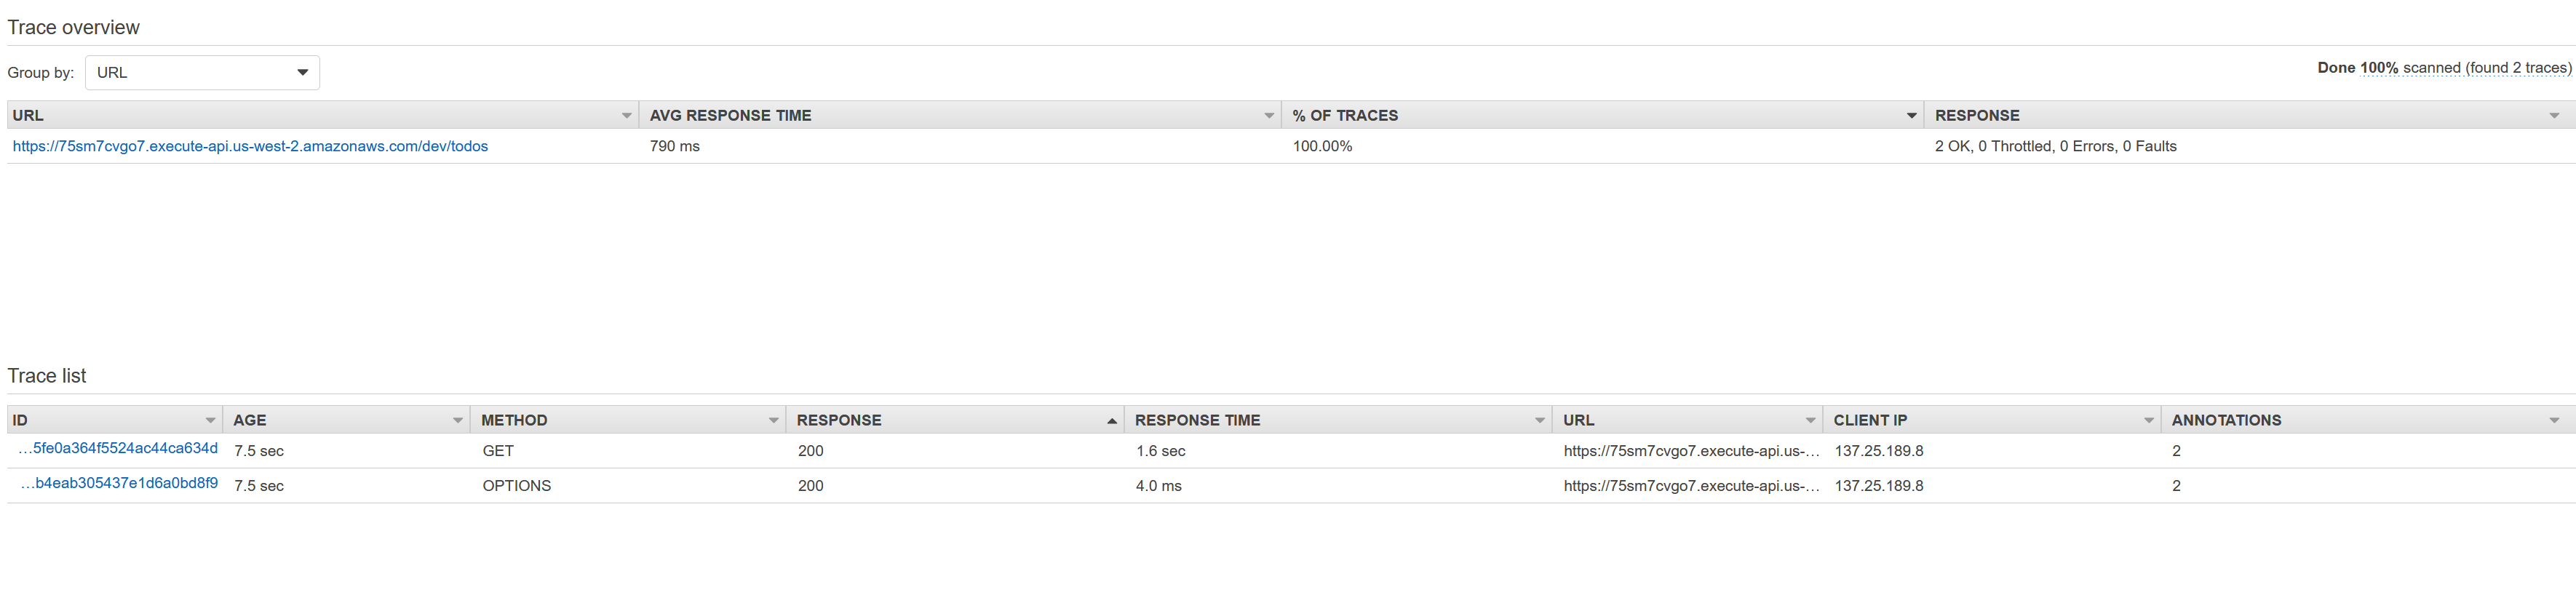 Trace overview
Group by: URL
Done 100% scanned (found 2 traces)
URL AVG RESPONSE TIME % OF TRACES RESPONSE
https://75sm7cvgo7.execute-api.us-west-2.amazonaws.com/dev/todos 790 ms 100.00% 2 OK, 0 Throttled, 0 Errors, 0 Faults
Trace list
ID AGE METHOD RESPONSE RESPONSE TIME URL CLIENT IP ANNOTATIONS
...5fe0a364f5524ac44ca634d 7.5 sec GET 200 1.6 sec https://75sm7cvgo7.execute-api.us-... 137.25.189.8 2
...b4eab305437e1d6a0bd8f9 7.5 sec OPTIONS 200 4.0 ms https://75sm7cvgo7.execute-api.us-... 137.25.189.8 2